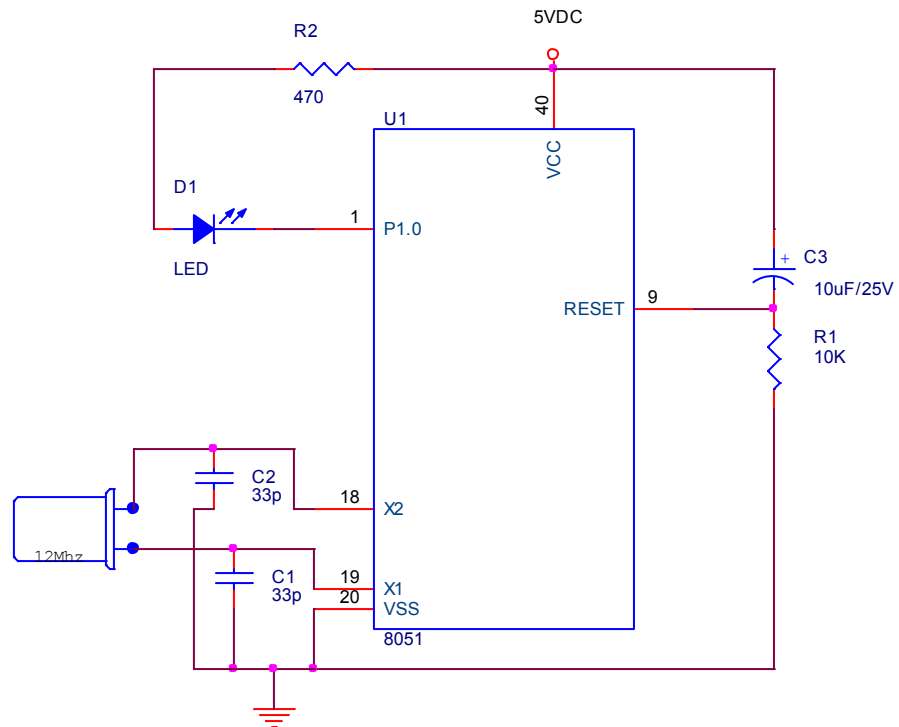 5VDC
R2
470
40
U1
VCC
D1
1
P1.0
LED
+
C3
10uF/25V
RESET
9
R1
10K
C2
33p
18
X2
12Mhz
C1
33p
19
X1
20
VSS
8051